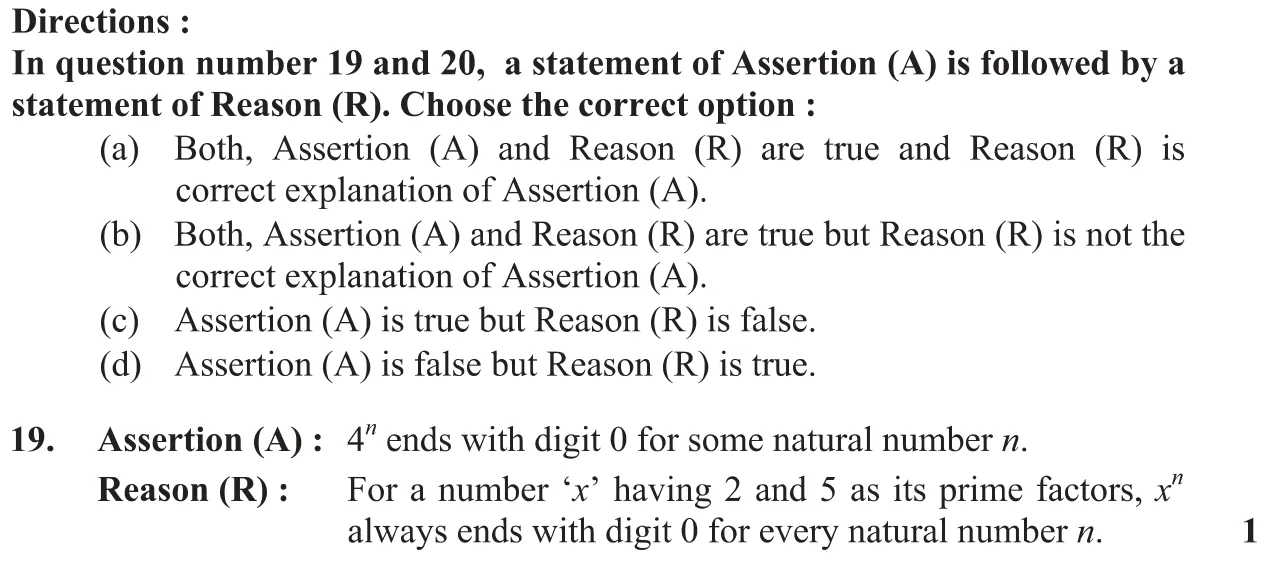 Directions :
In question number 19 and 20, a statement of Assertion (A) is followed by a
statement of Reason (R). Choose the correct option :
(a) Both, Assertion (A) and Reason (R) are true and Reason (R) is
correct explanation of Assertion (A).
(b) Both, Assertion (A) and Reason (R) are true but Reason (R) is not the
correct explanation of Assertion (A).
(c) Assertion (A) is true but Reason (R) is false.
(d) Assertion (A) is false but Reason (R) is true.
19. Assertion (A) : 4ⁿ ends with digit 0 for some natural number n.
Reason (R) : For a number ‘x’ having 2 and 5 as its prime factors, xⁿ
always ends with digit 0 for every natural number n. 1